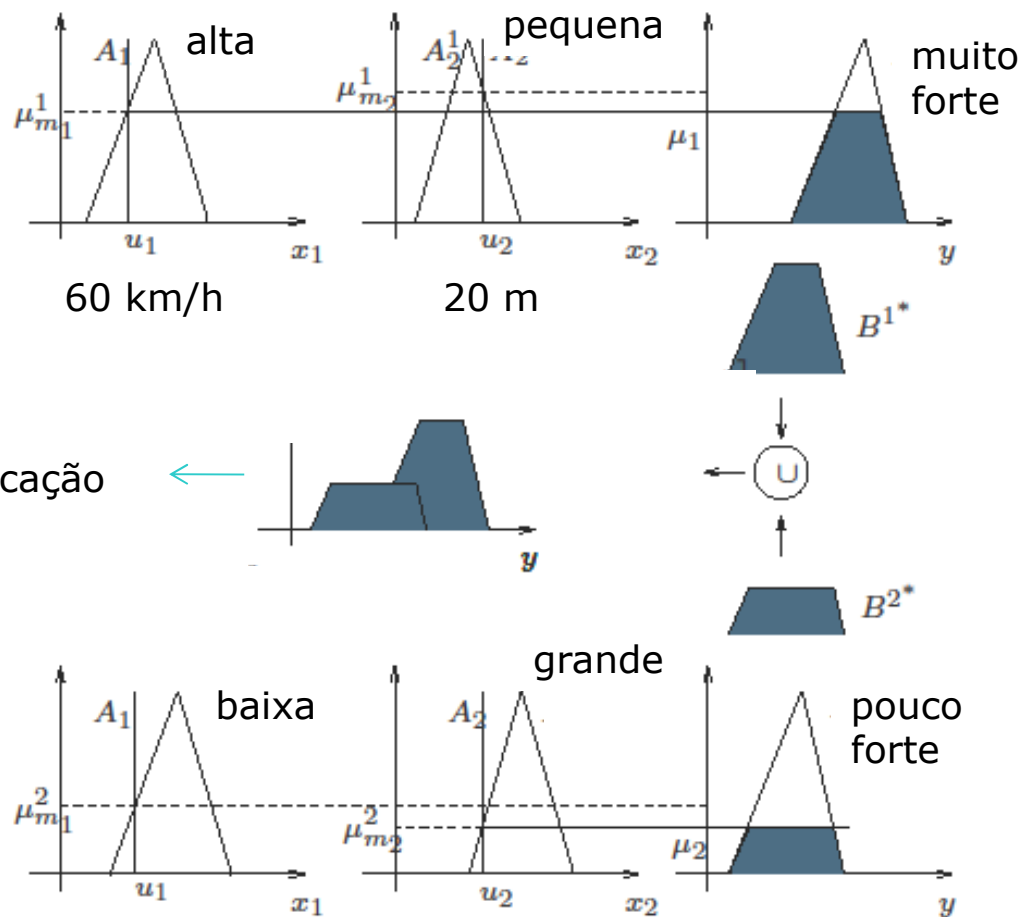 alta
pequena
muito
forte
A₁
A₂¹
μ¹ₘ₁
μ¹ₘ₂
μ₁
u₁
x₁
u₂
x₂
y
60 km/h
20 m
B¹*
∪
cação
y
B²*
baixa
grande
pouco
forte
A₁
A₂
μ²ₘ₁
μ²ₘ₂
μ₂
u₁
x₁
u₂
x₂
y